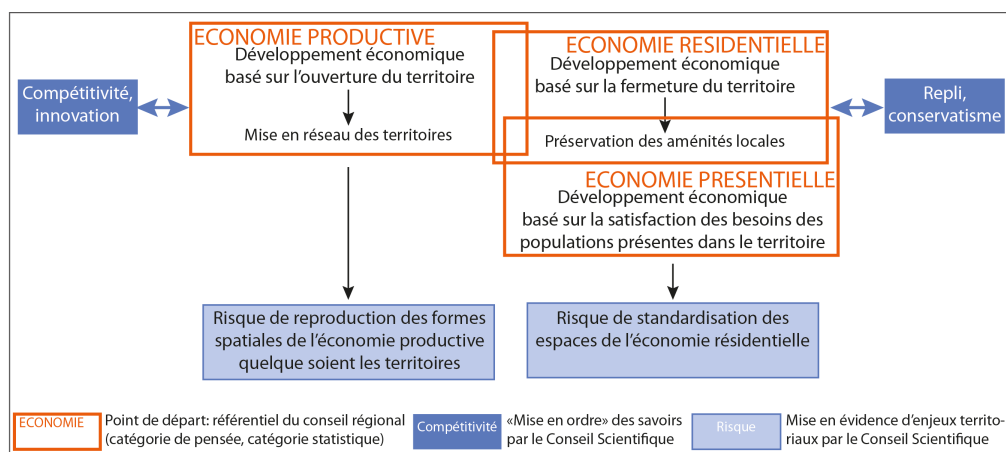 ECONOMIE PRODUCTIVE
Développement économique
basé sur l'ouverture du territoire
Mise en réseau des territoires
ECONOMIE RESIDENTIELLE
Développement économique
basé sur la fermeture du territoire
Préservation des aménités locales
ECONOMIE PRESENTIELLE
Développement économique
basé sur la satisfaction des besoins des
populations présentes dans le territoire
Compétitivité,
innovation
Repli,
conservatisme
Risque de reproduction des formes
spatiales de l'économie productive
quelque soient les territoires
Risque de standardisation des
espaces de l'économie résidentielle
ECONOMIE
Point de départ: référentiel du conseil régional
(catégorie de pensée, catégorie statistique)
Compétitivité
«Mise en ordre» des savoirs
par le Conseil Scientifique
Risque
Mise en évidence d'enjeux territo-
riaux par le Conseil Scientifique